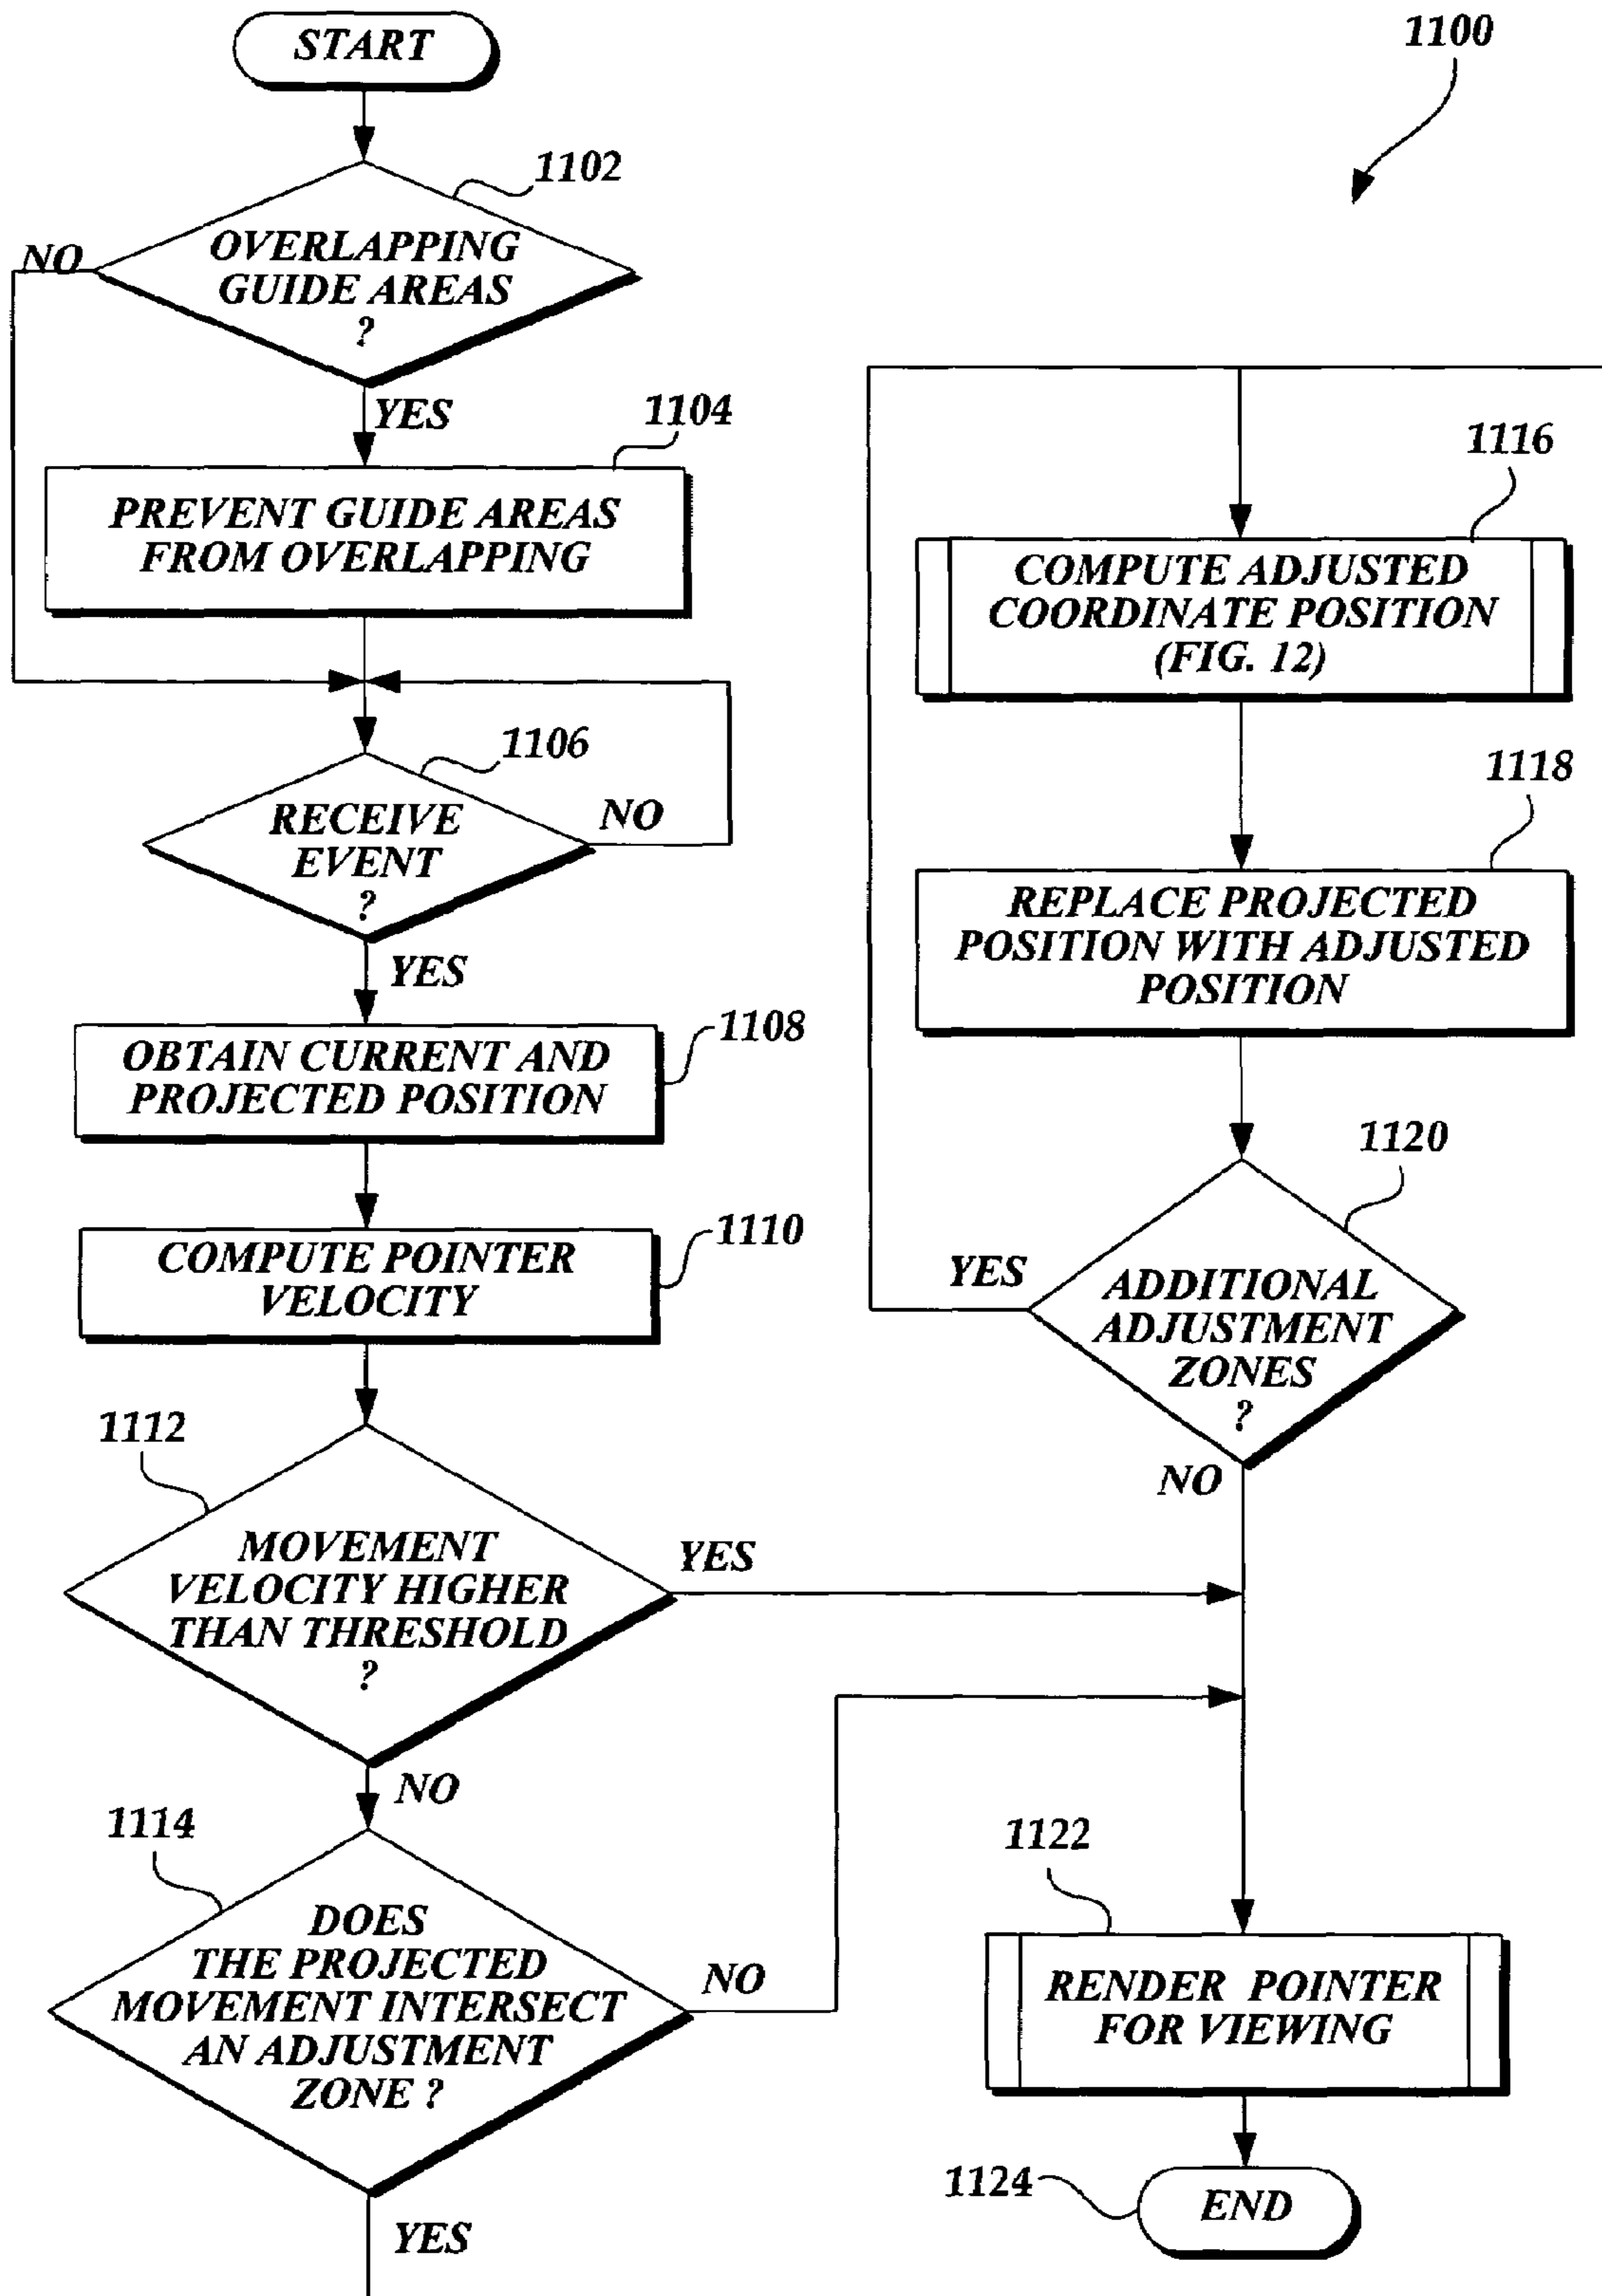 START
1100
1102
NO
OVERLAPPING
GUIDE AREAS
?
YES
1104
PREVENT GUIDE AREAS
FROM OVERLAPPING
1106
RECEIVE
EVENT
?
NO
YES
1108
OBTAIN CURRENT AND
PROJECTED POSITION
1110
COMPUTE POINTER
VELOCITY
1112
MOVEMENT
VELOCITY HIGHER
THAN THRESHOLD
?
YES
NO
1114
DOES
THE PROJECTED
MOVEMENT INTERSECT
AN ADJUSTMENT
ZONE ?
NO
YES
1116
COMPUTE ADJUSTED
COORDINATE POSITION
(FIG. 12)
1118
REPLACE PROJECTED
POSITION WITH ADJUSTED
POSITION
1120
YES
ADDITIONAL
ADJUSTMENT
ZONES
?
NO
1122
RENDER POINTER
FOR VIEWING
1124
END